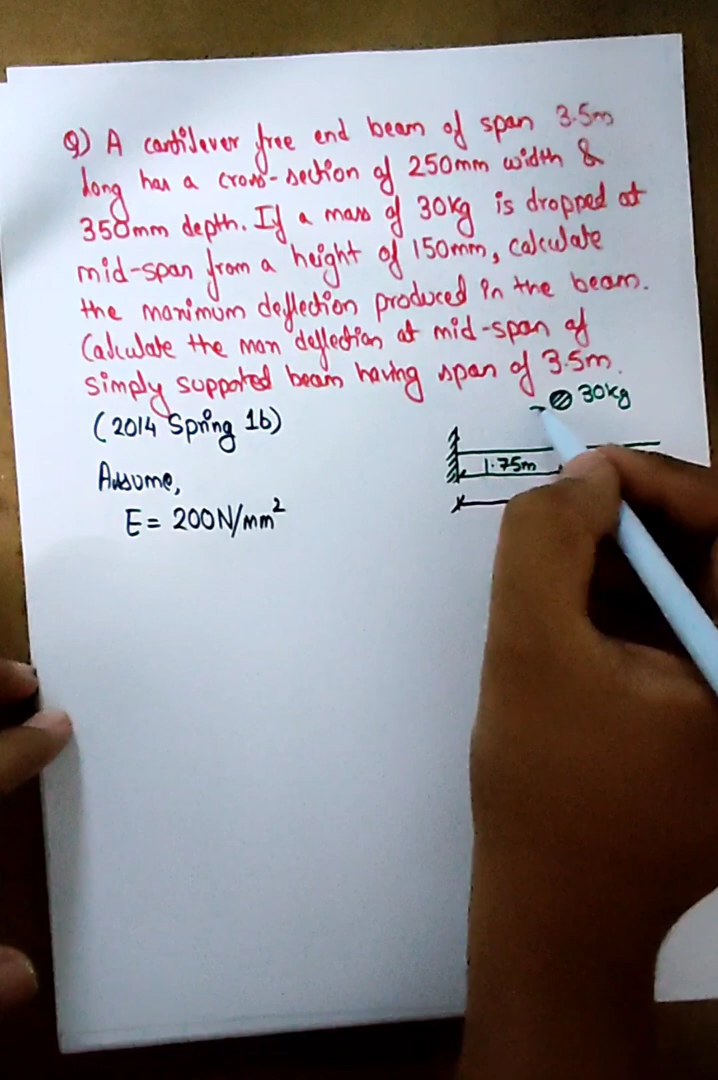 Q) A cantilever free end beam of span 3.5m
long has a cross-section of 250mm width &
350mm depth. If a mass of 30kg is dropped at
mid-span from a height of 150mm, calculate
the maximum deflection produced in the beam.
Calculate the man deflection at mid-span of
simply supported beam having span of 3.5m.
30kg
(2014 Spring 1b)
1.75m
Assume,
E = 200N/mm²